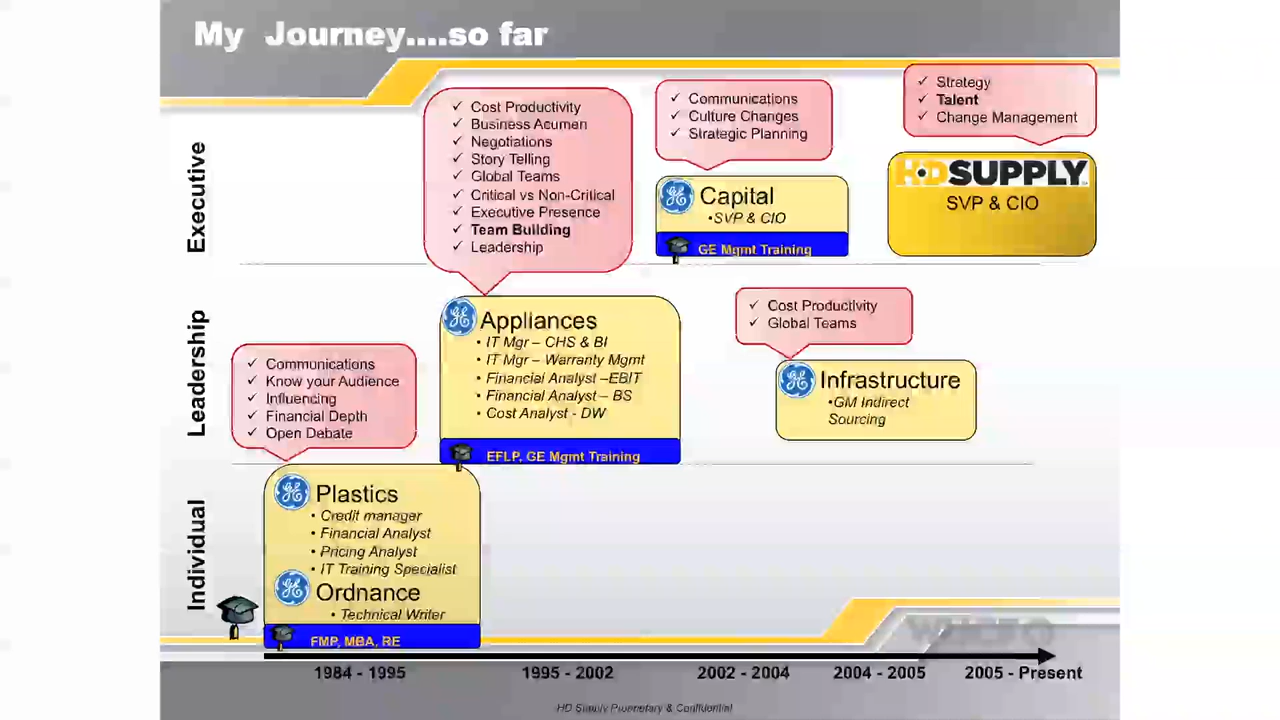 My Journey....so far
Executive
✓ Cost Productivity
✓ Business Acumen
✓ Negotiations
✓ Story Telling
✓ Global Teams
✓ Critical vs Non-Critical
✓ Executive Presence
✓ Team Building
✓ Leadership
✓ Communications
✓ Culture Changes
✓ Strategic Planning
Capital
•SVP & CIO
GE Mgmt Training
✓ Strategy
✓ Talent
✓ Change Management
HD SUPPLY
SVP & CIO
Leadership
✓ Communications
✓ Know your Audience
✓ Influencing
✓ Financial Depth
✓ Open Debate
Appliances
• IT Mgr – CHS & BI
• IT Mgr – Warranty Mgmt
• Financial Analyst –EBIT
• Financial Analyst – BS
• Cost Analyst - DW
EFLP, GE Mgmt Training
✓ Cost Productivity
✓ Global Teams
Infrastructure
•GM Indirect
Sourcing
Individual
Plastics
• Credit manager
• Financial Analyst
• Pricing Analyst
• IT Training Specialist
Ordnance
• Technical Writer
FMP, MBA, RE
1984 - 1995
1995 - 2002
2002 - 2004
2004 - 2005
2005 - Present
HD Supply Proprietary & Confidential